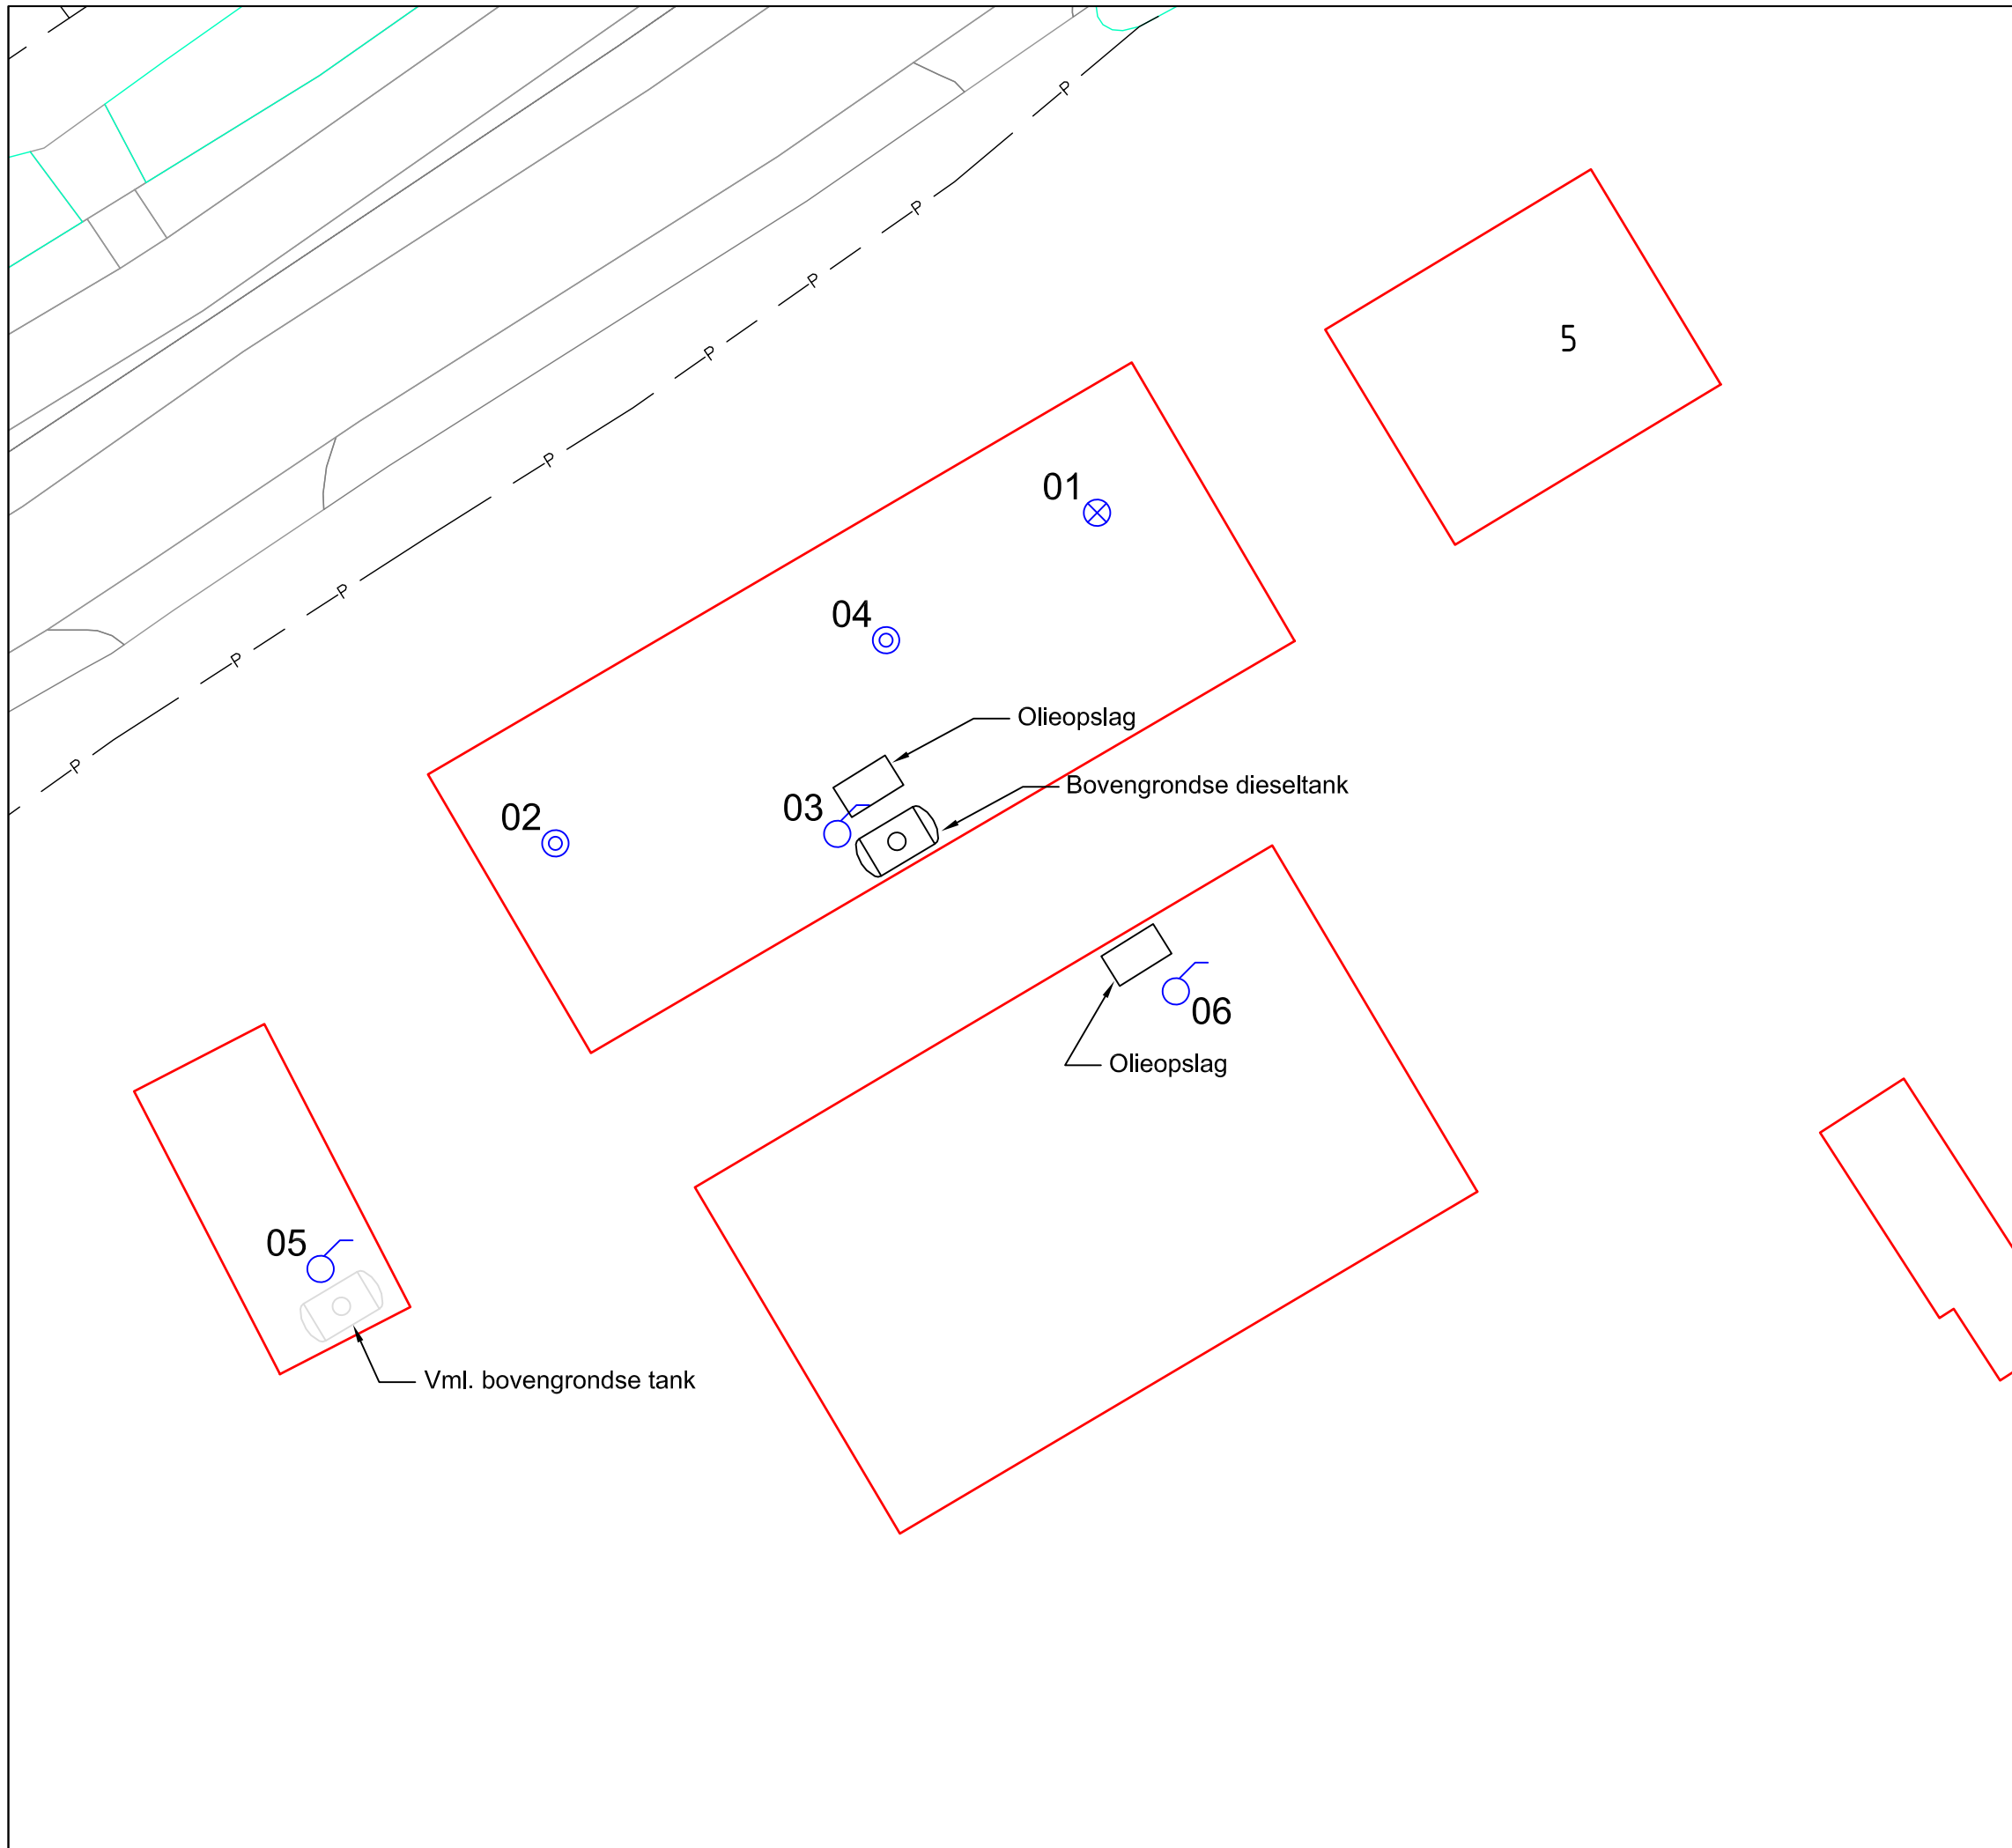 P
P
P
P
5
P
01
P
P
04
P
Olieopslag
P
Bovengrondse dieseltank
03
02
06
Olieopslag
05
Vml. bovengrondse tank